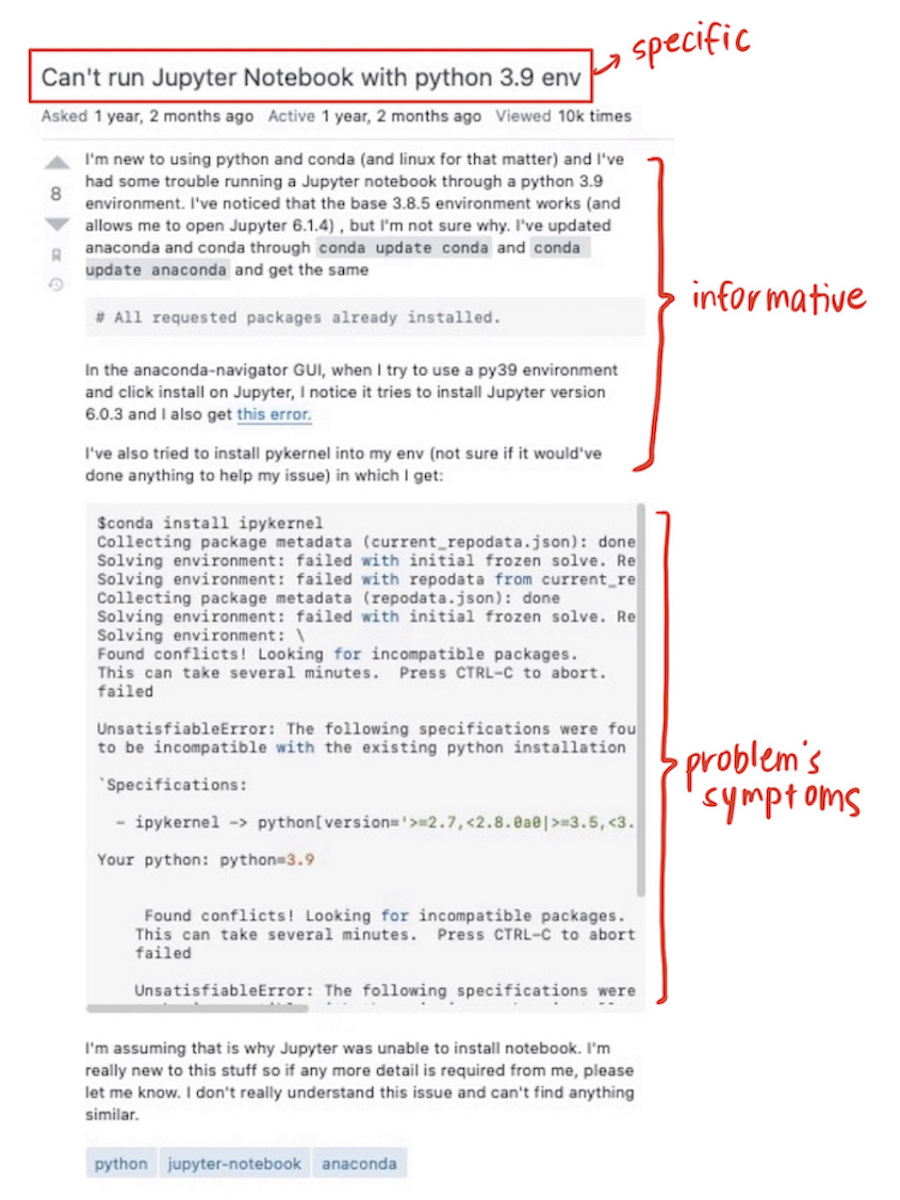 specific
Can't run Jupyter Notebook with python 3.9 env
Asked 1 year, 2 months ago Active 1 year, 2 months ago Viewed 10k times
I'm new to using python and conda (and linux for that matter) and I've
8
had some trouble running a Jupyter notebook through a python 3.9
environment. I've noticed that the base 3.8.5 environment works (and
allows me to open Jupyter 6.1.4) , but I'm not sure why. I've updated
anaconda and conda through conda update conda and conda
update anaconda and get the same
informative
# All requested packages already installed.
In the anaconda-navigator GUI, when I try to use a py39 environment
and click install on Jupyter, I notice it tries to install Jupyter version
6.0.3 and I also get this error.
I've also tried to install pykernel into my env (not sure if it would've
done anything to help my issue) in which I get:
$conda install ipykernel
Collecting package metadata (current_repodata.json): done
Solving environment: failed with initial frozen solve. Re
Solving environment: failed with repodata from current_re
Collecting package metadata (repodata.json): done
Solving environment: failed with initial frozen solve. Re
Solving environment: \
Found conflicts! Looking for incompatible packages.
This can take several minutes.  Press CTRL-C to abort.
failed
UnsatisfiableError: The following specifications were fou
to be incompatible with the existing python installation
problem's
symptoms
`Specifications:
- ipykernel -> python[version='>=2.7,<2.8.0a0|>=3.5,<3.
Your python: python=3.9
Found conflicts! Looking for incompatible packages.
This can take several minutes.  Press CTRL-C to abort
failed
UnsatisfiableError: The following specifications were
I'm assuming that is why Jupyter was unable to install notebook. I'm
really new to this stuff so if any more detail is required from me, please
let me know. I don't really understand this issue and can't find anything
similar.
python jupyter-notebook anaconda